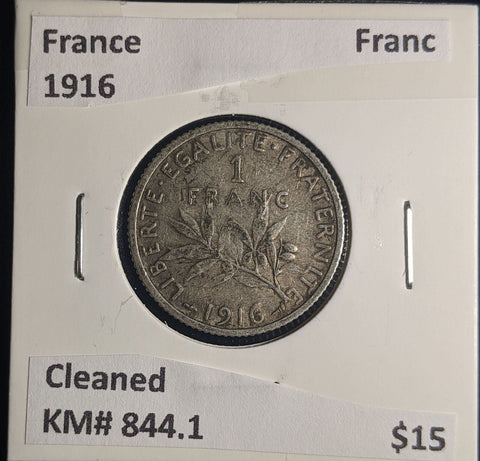 France Franc
1916
LIBERTE · EGALITE · FRATERNITE
1
FRANC
1916
Cleaned
KM# 844.1 $15